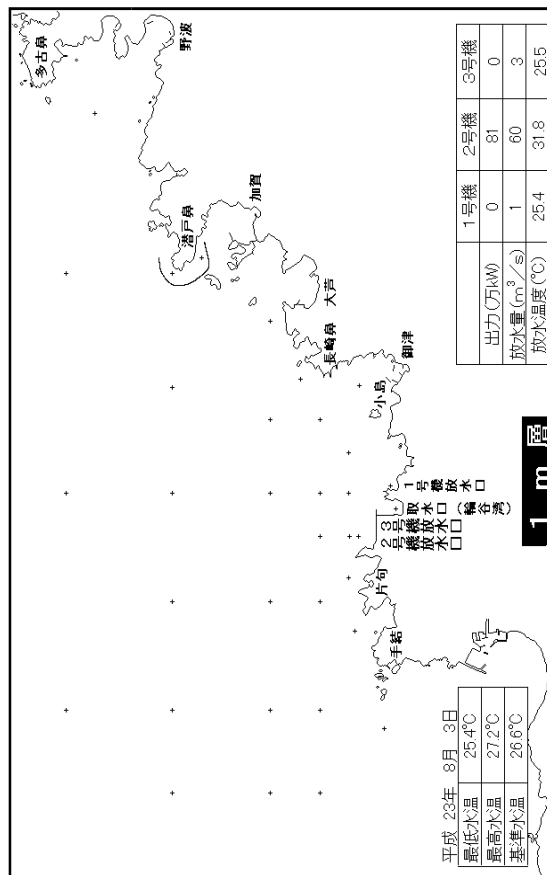 多古鼻
野波
潜戸鼻
加賀
大芦
長崎鼻
御津
小島
1号機放水口
取水口(輪谷湾)
3号機放水口
2号機放水口
片句
手結
1号機 2号機 3号機
出力(万kW) 0 81 0
放水量(m³/s) 1 60 3
放水温度(℃) 25.4 31.8 25.5
1 m 層
平成 23年 8月 3日
最低水温 25.4℃
最高水温 27.2℃
基準水温 26.6℃